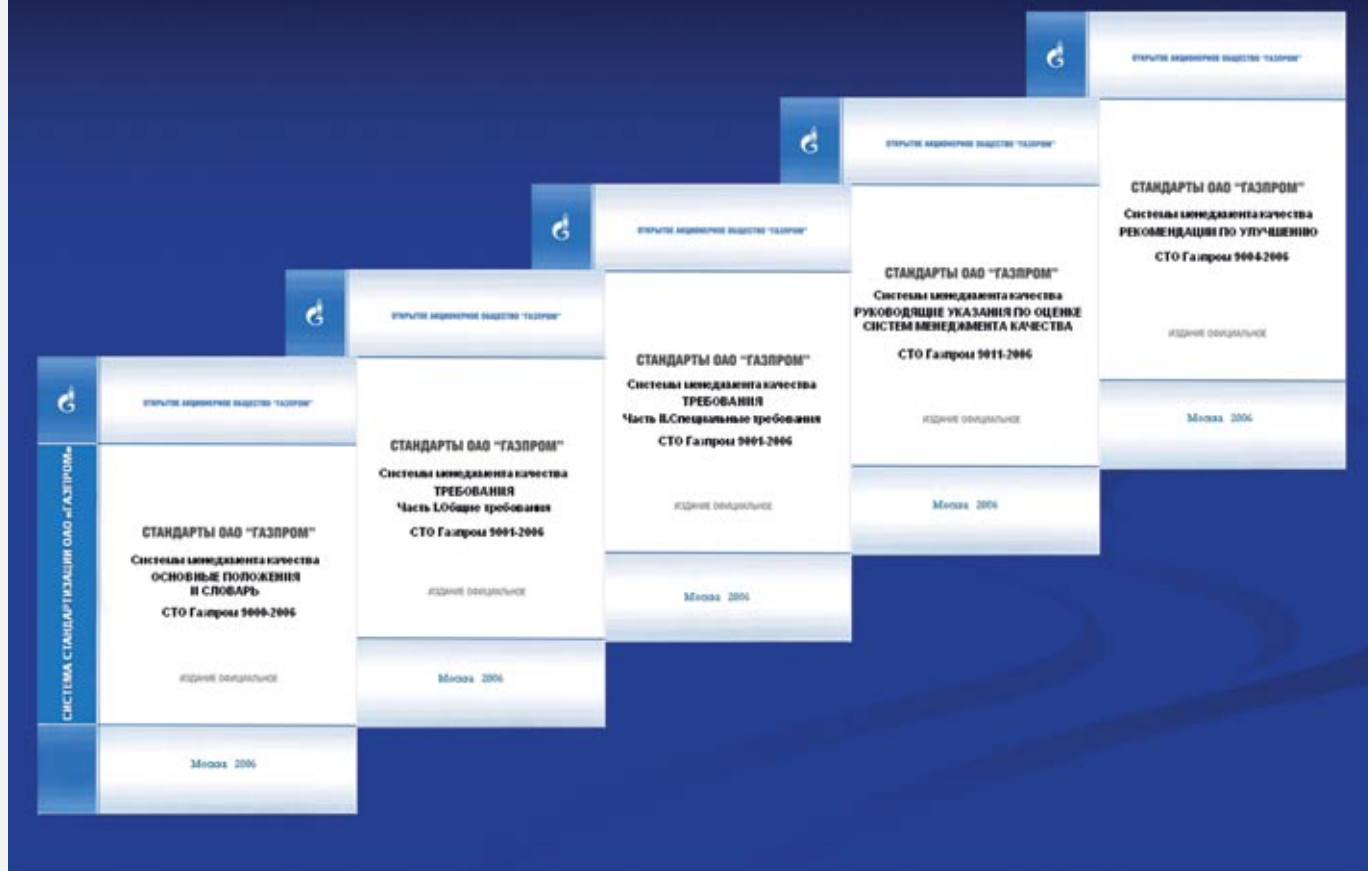 ОТКРЫТОЕ АКЦИОНЕРНОЕ ОБЩЕСТВО "ГАЗПРОМ"
СИСТЕМА СТАНДАРТИЗАЦИИ ОАО «ГАЗПРОМ»
СТАНДАРТЫ ОАО "ГАЗПРОМ"
Системы менеджмента качества
ОСНОВНЫЕ ПОЛОЖЕНИЯ
И СЛОВАРЬ
СТО Газпром 9000-2006
ИЗДАНИЕ ОФИЦИАЛЬНОЕ
Москва 2006
ОТКРЫТОЕ АКЦИОНЕРНОЕ ОБЩЕСТВО "ГАЗПРОМ"
СТАНДАРТЫ ОАО "ГАЗПРОМ"
Системы менеджмента качества
ТРЕБОВАНИЯ
Часть I.Общие требования
СТО Газпром 9001-2006
ИЗДАНИЕ ОФИЦИАЛЬНОЕ
Москва 2006
ОТКРЫТОЕ АКЦИОНЕРНОЕ ОБЩЕСТВО "ГАЗПРОМ"
СТАНДАРТЫ ОАО "ГАЗПРОМ"
Системы менеджмента качества
ТРЕБОВАНИЯ
Часть II.Специальные требования
СТО Газпром 9001-2006
ИЗДАНИЕ ОФИЦИАЛЬНОЕ
Москва 2006
ОТКРЫТОЕ АКЦИОНЕРНОЕ ОБЩЕСТВО "ГАЗПРОМ"
СТАНДАРТЫ ОАО "ГАЗПРОМ"
Системы менеджмента качества
РУКОВОДЯЩИЕ УКАЗАНИЯ ПО ОЦЕНКЕ
СИСТЕМ МЕНЕДЖМЕНТА КАЧЕСТВА
СТО Газпром 9011-2006
ИЗДАНИЕ ОФИЦИАЛЬНОЕ
Москва 2006
ОТКРЫТОЕ АКЦИОНЕРНОЕ ОБЩЕСТВО "ГАЗПРОМ"
СТАНДАРТЫ ОАО "ГАЗПРОМ"
Системы менеджмента качества
РЕКОМЕНДАЦИИ ПО УЛУЧШЕНИЮ
СТО Газпром 9004-2006
ИЗДАНИЕ ОФИЦИАЛЬНОЕ
Москва 2006